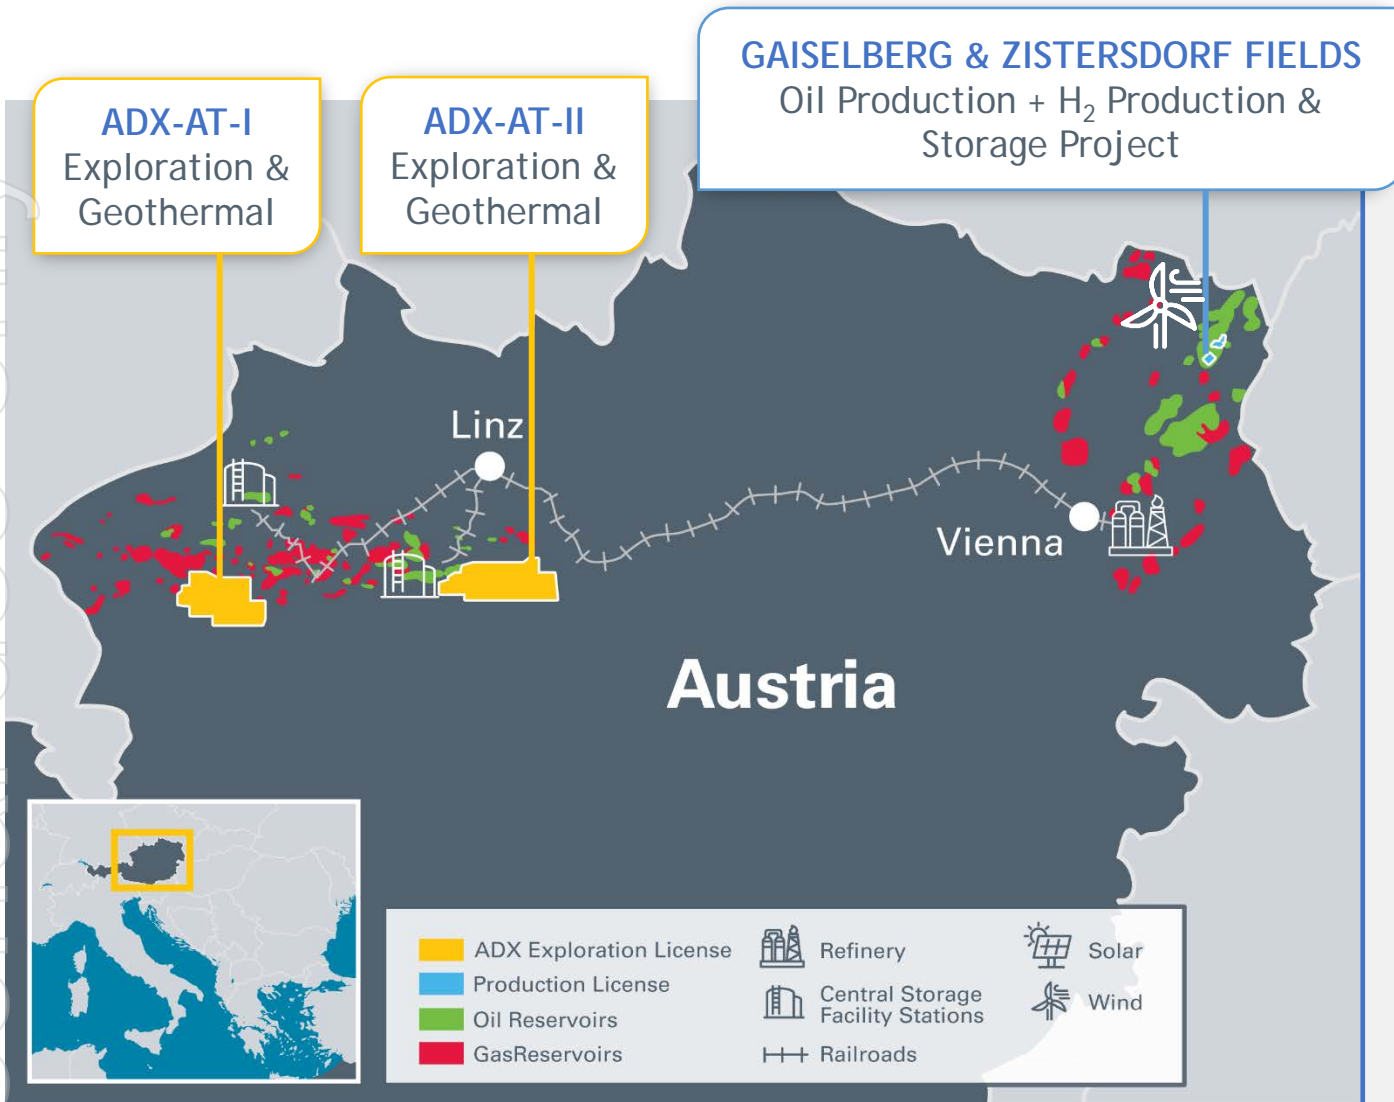 GAISELBERG & ZISTERSDORF FIELDS
Oil Production + H₂ Production &
Storage Project
ADX-AT-I
Exploration &
Geothermal
ADX-AT-II
Exploration &
Geothermal
Linz
Vienna
Austria
ADX Exploration License
Production License
Oil Reservoirs
GasReservoirs
Refinery
Central Storage
Facility Stations
Railroads
Solar
Wind